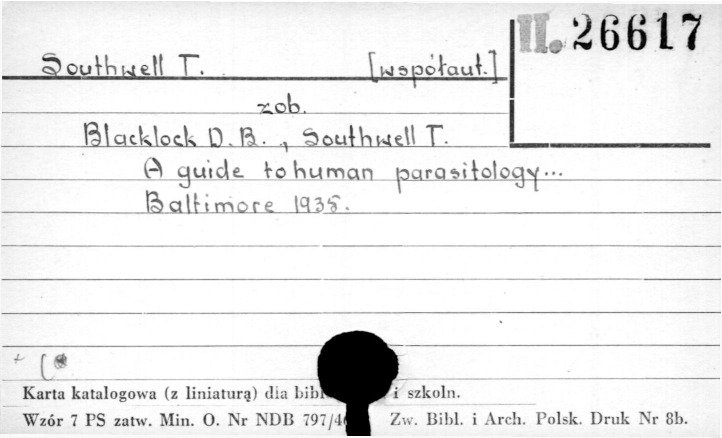 II. 26617
Southwell T. [współaut.]
zob.
Blacklock D. B., Southwell T.
A guide to human parasitology...
Baltimore 1935.
Karta katalogowa (z liniaturą) dla i szkoln.
Wzór 7 PS zatw. Min. O. Nr NDB 797/4 Zw. Bibl. i Arch. Polsk. Druk Nr 8b.